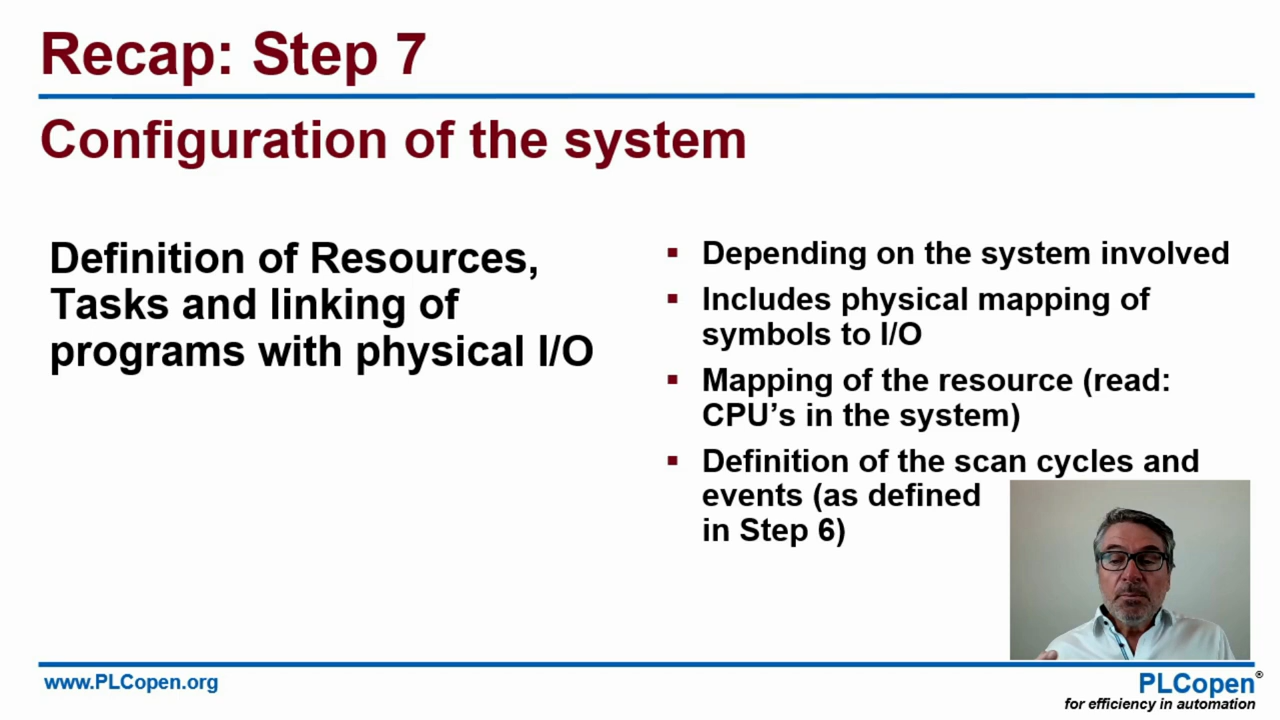 Recap: Step 7
Configuration of the system
Definition of Resources,
Tasks and linking of
programs with physical I/O
▪ Depending on the system involved
▪ Includes physical mapping of
symbols to I/O
▪ Mapping of the resource (read:
CPU’s in the system)
▪ Definition of the scan cycles and
events (as defined
in Step 6)
www.PLCopen.org
PLCopen®
for efficiency in automation